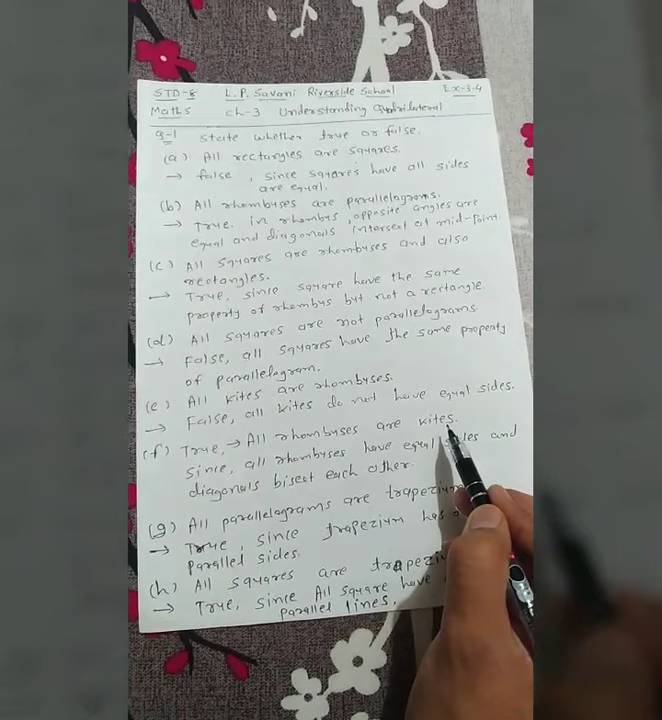 STD-8 L.P. Savani Riverside School Ex-3.4
Maths Ch-3 Understanding Quadrilateral
Q-1 State whether true or false.
(a) All rectangles are squares.
→ false, since squares have all sides
are equal.
(b) All rhombuses are parallelograms.
→ True. in rhombus, opposite angles are
equal and diagonals intersect at mid-point.
(c) All squares are rhombuses and also
rectangles.
→ True, since square have the same
property of rhombus but not a rectangle
(d) All squares are not parallelograms
→ False, all squares have the same property
of parallelogram.
(e) All kites are rhombuses.
→ False, all kites do not have equal sides.
(f) True, → All rhombuses are kites.
Since, all rhombuses have equal sides and
diagonals bisect each other.
(g) All parallelograms are trapezium
→ True, since trapezium has
parallel sides.
(h) All squares are
→ True, since All square have
parallel lines.